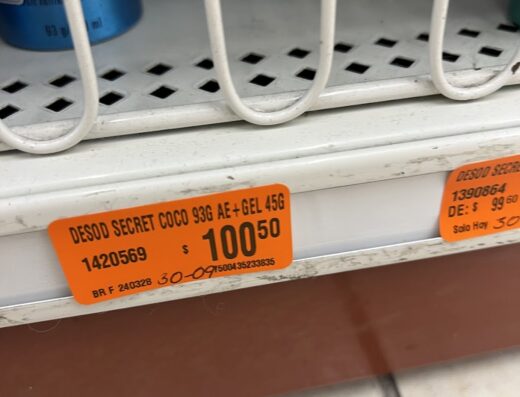 93 g
ml
DESOD SECRET COCO 93G AE+GEL 45G
1420569
$ 100.50
BR F 240328 30-09 7500435233835
DESOD SECRE
1390864
DE: $ 99.60
Solo Hoy 30